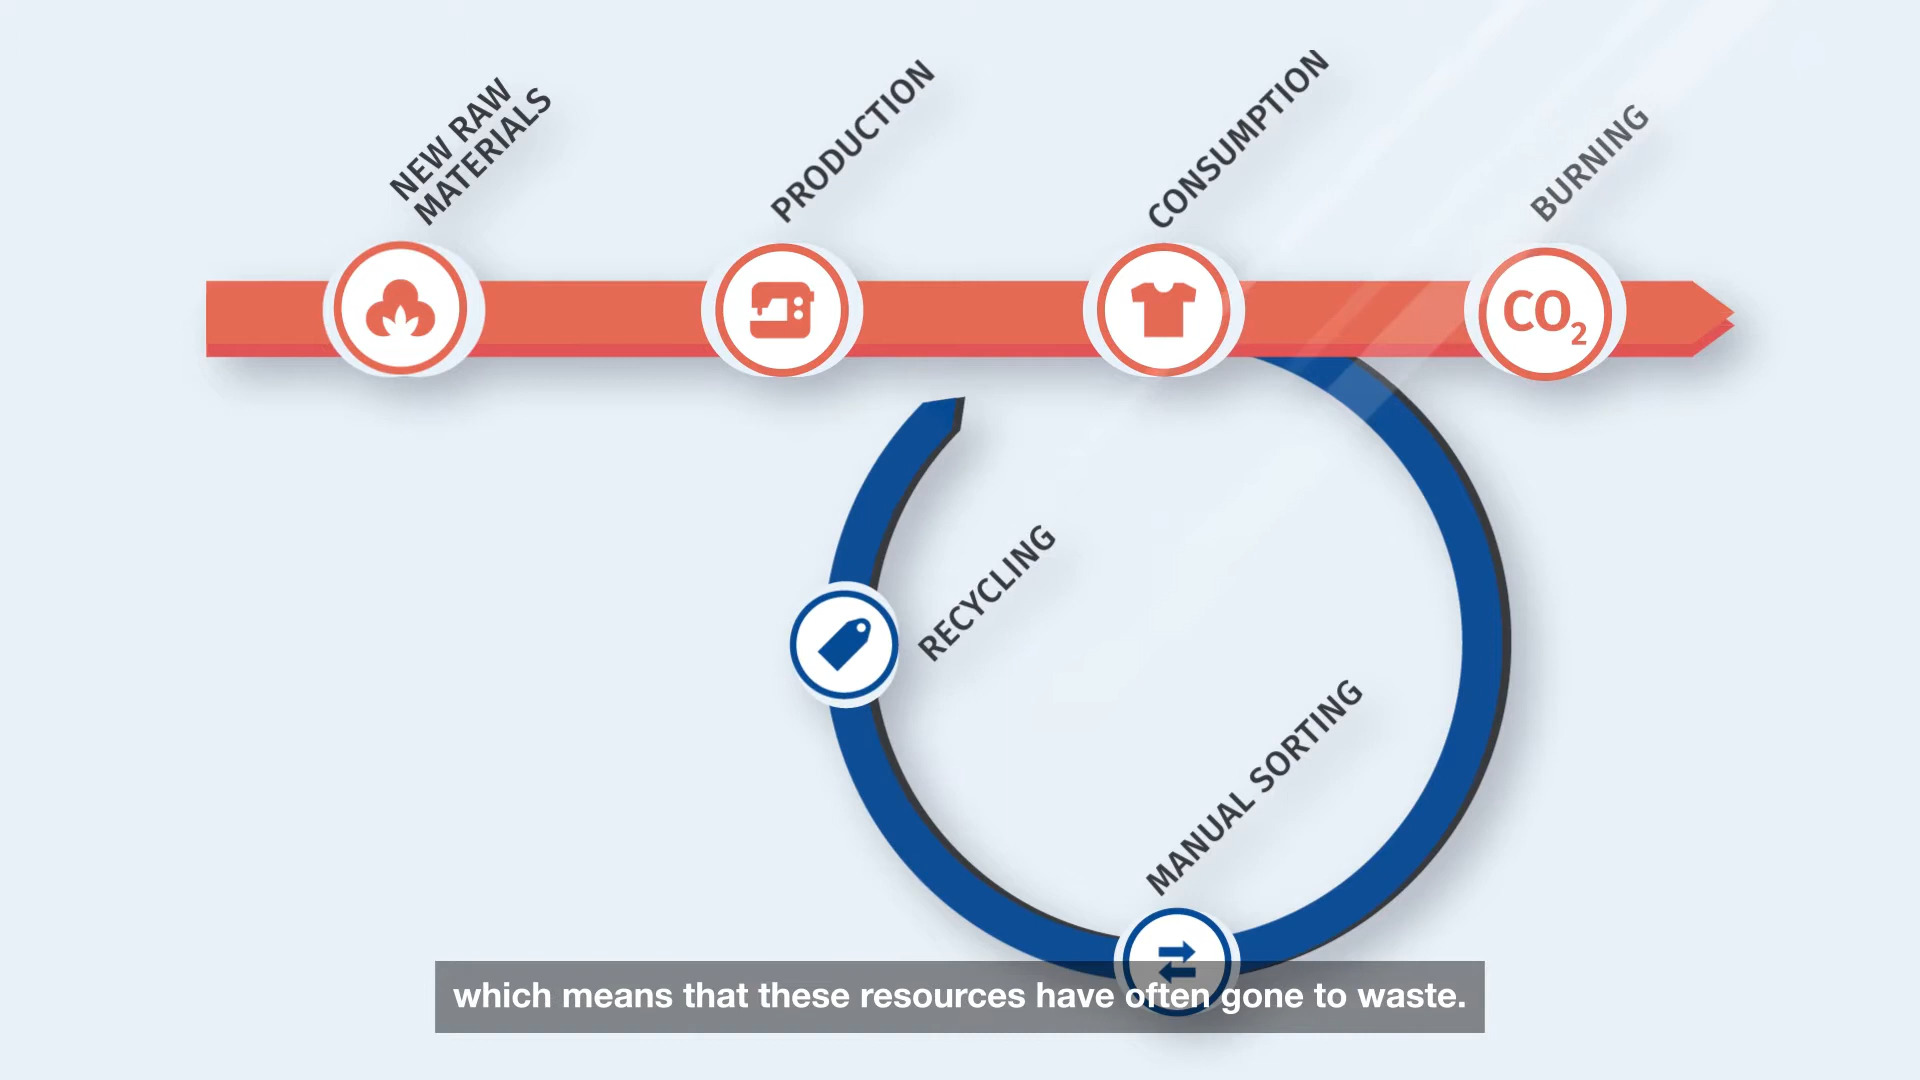 NEW RAW
MATERIALS
PRODUCTION
CONSUMPTION
BURNING
CO₂
RECYCLING
MANUAL SORTING
which means that these resources have often gone to waste.